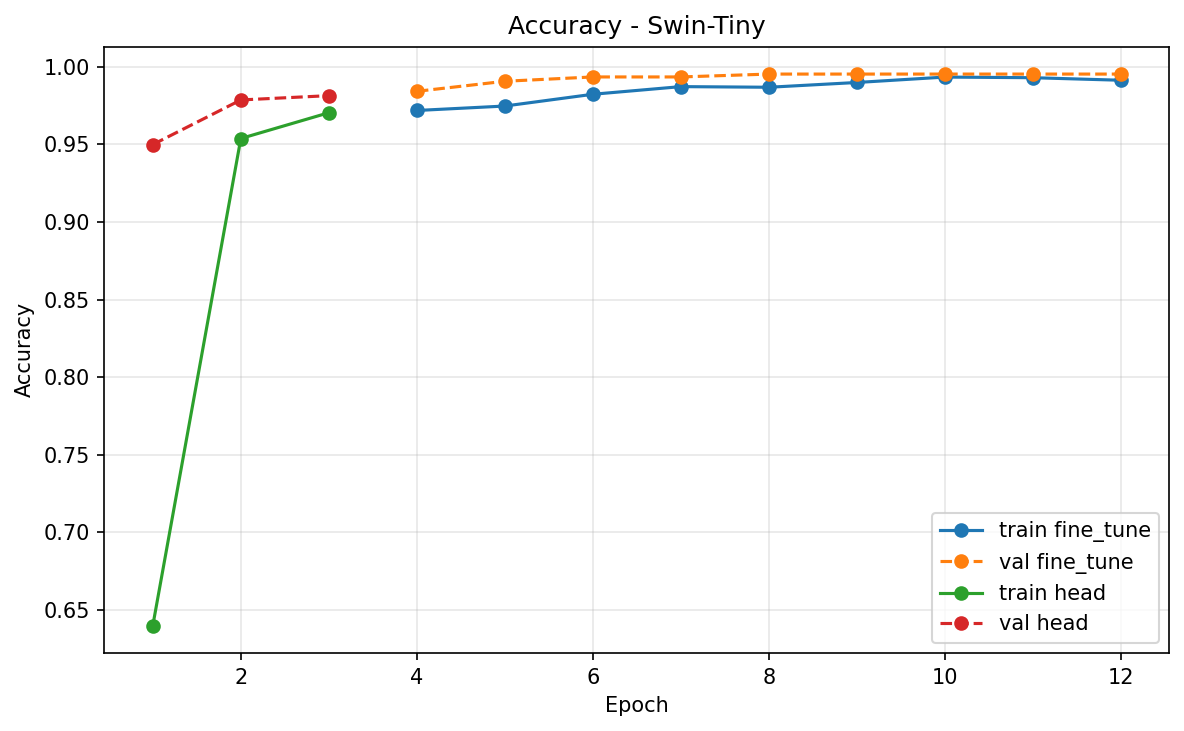 Accuracy - Swin-Tiny
1.00
0.95
0.90
0.85
0.80
0.75
0.70
0.65
Accuracy
train fine_tune
val fine_tune
train head
val head
2 4 6 8 10 12
Epoch